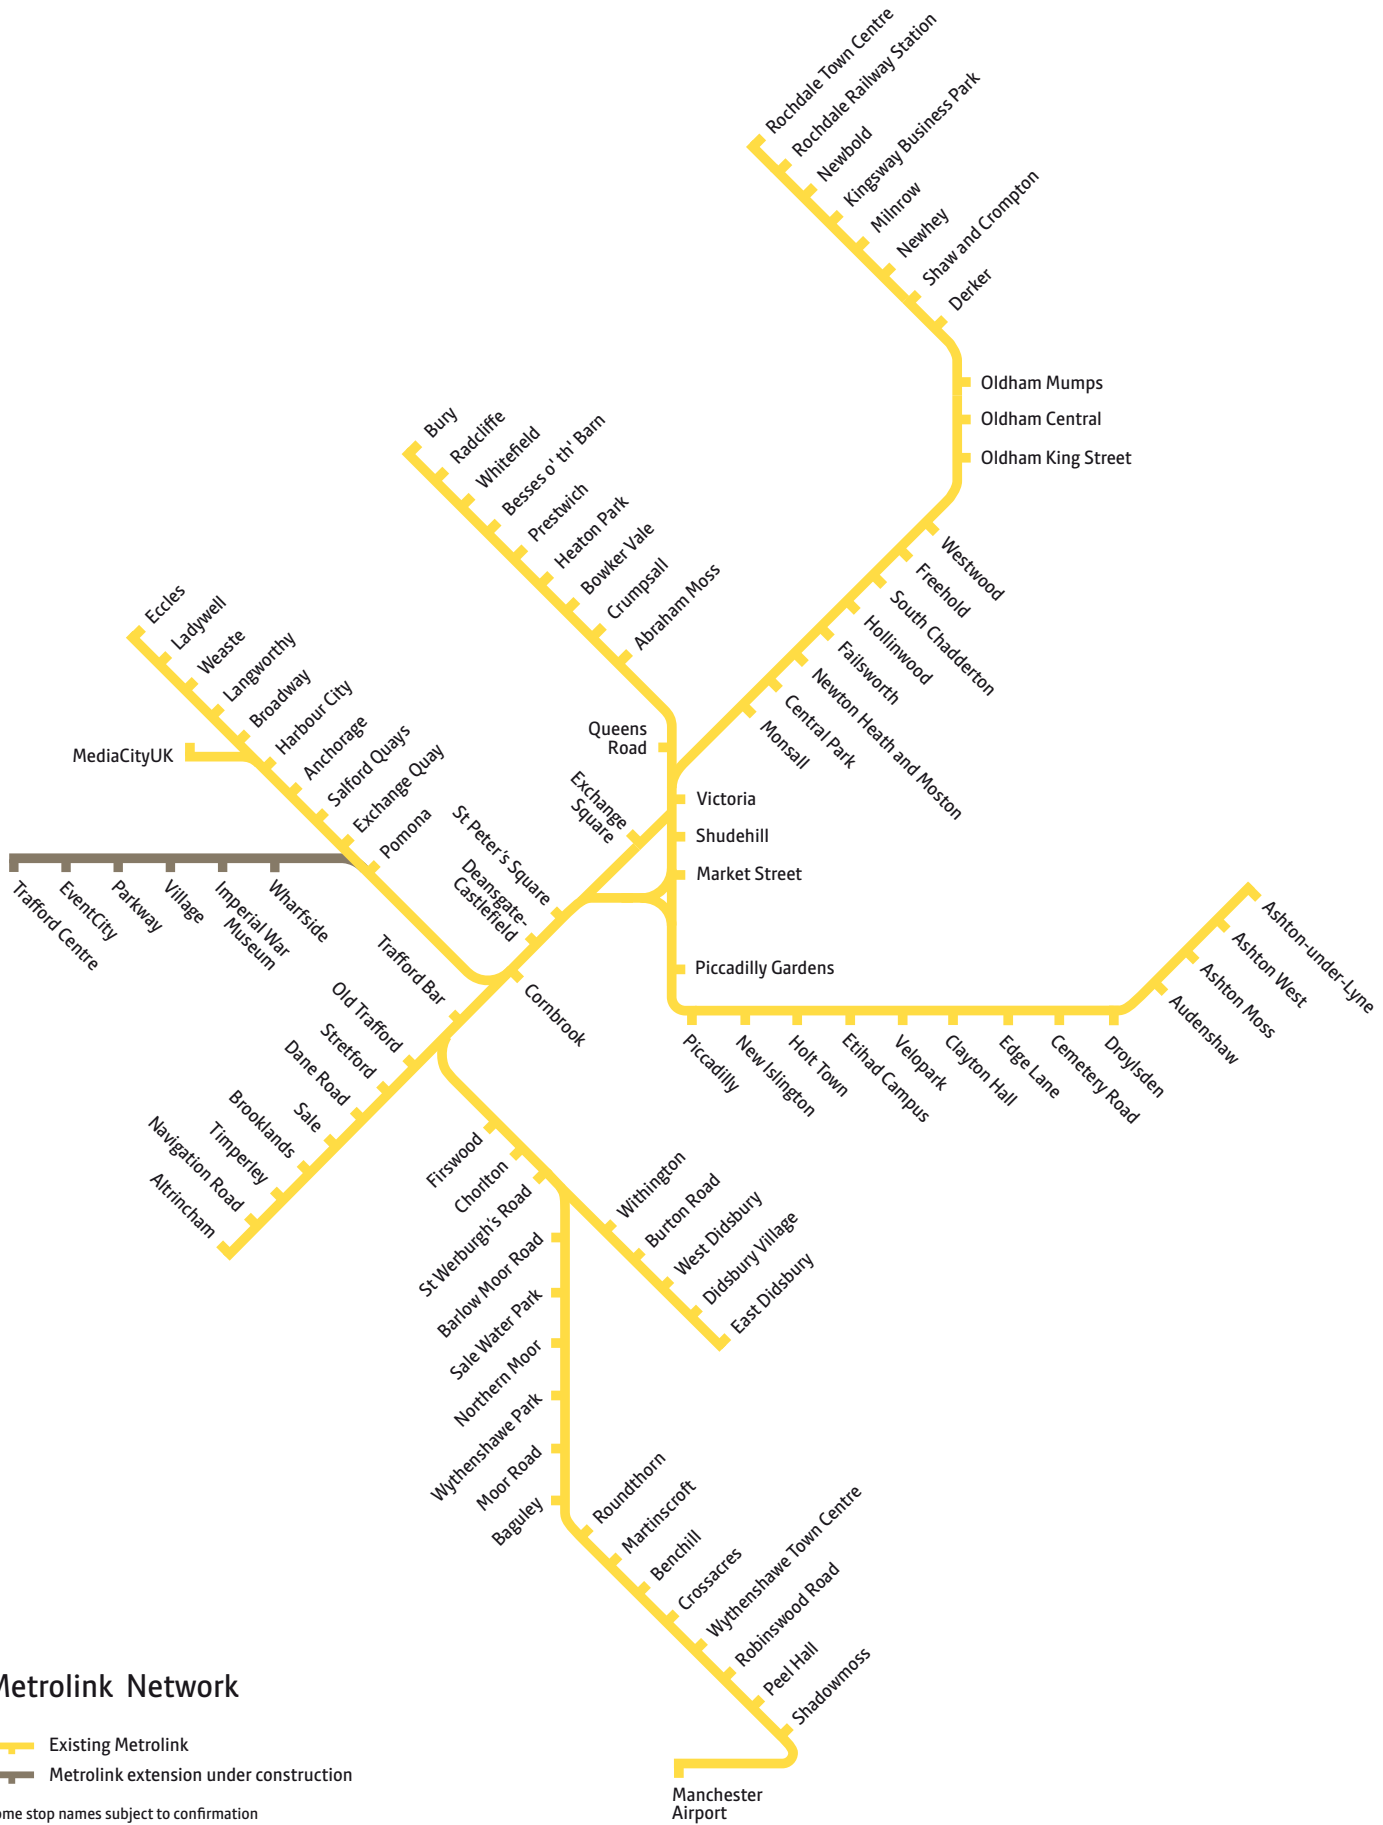 Rochdale Town Centre
Rochdale Railway Station
Newbold
Kingsway Business Park
Milnrow
Newhey
Shaw and Crompton
Derker
Oldham Mumps
Oldham Central
Oldham King Street
Westwood
Freehold
South Chadderton
Hollinwood
Failsworth
Newton Heath and Moston
Central Park
Monsall
Bury
Radcliffe
Whitefield
Besses o' th' Barn
Prestwich
Heaton Park
Bowker Vale
Crumpsall
Abraham Moss
Queens
Road
Victoria
Shudehill
Market Street
Exchange
Square
St Peter's Square
Deansgate-
Castlefield
Cornbrook
Eccles
Ladywell
Weaste
Langworthy
Broadway
MediaCityUK
Harbour City
Anchorage
Salford Quays
Exchange Quay
Pomona
Trafford Centre
EventCity
Parkway
Village
Imperial War
Museum
Wharfside
Piccadilly Gardens
Piccadilly
New Islington
Holt Town
Etihad Campus
Velopark
Clayton Hall
Edge Lane
Cemetery Road
Droylsden
Audenshaw
Ashton Moss
Ashton West
Ashton-under-Lyne
Trafford Bar
Old Trafford
Stretford
Dane Road
Sale
Brooklands
Timperley
Navigation Road
Altrincham
Firswood
Chorlton
St Werburgh's Road
Withington
Burton Road
West Didsbury
Didsbury Village
East Didsbury
Barlow Moor Road
Sale Water Park
Northern Moor
Wythenshawe Park
Moor Road
Baguley
Roundthorn
Martinscroft
Benchill
Crossacres
Wythenshawe Town Centre
Robinswood Road
Peel Hall
Shadowmoss
Manchester
Airport
Metrolink Network
Existing Metrolink
Metrolink extension under construction
ome stop names subject to confirmation